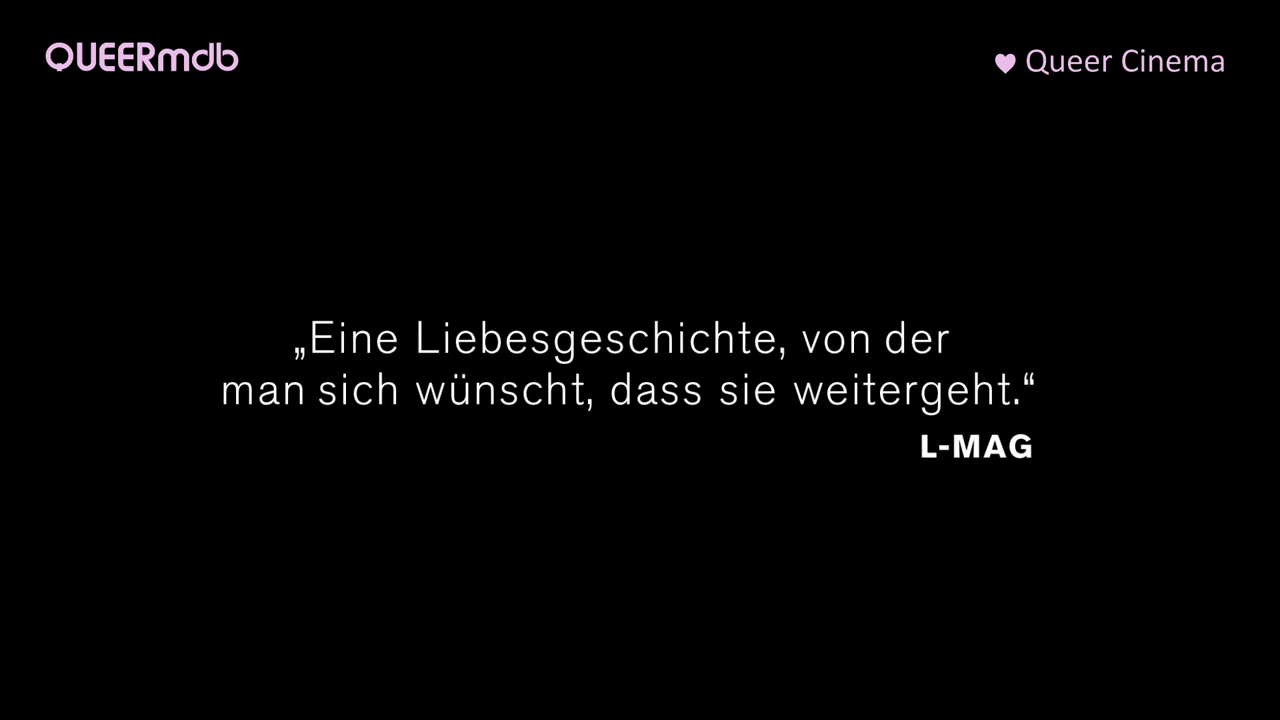 QUEERmdb
♥ Queer Cinema
„Eine Liebesgeschichte, von der
man sich wünscht, dass sie weitergeht.“
L-MAG